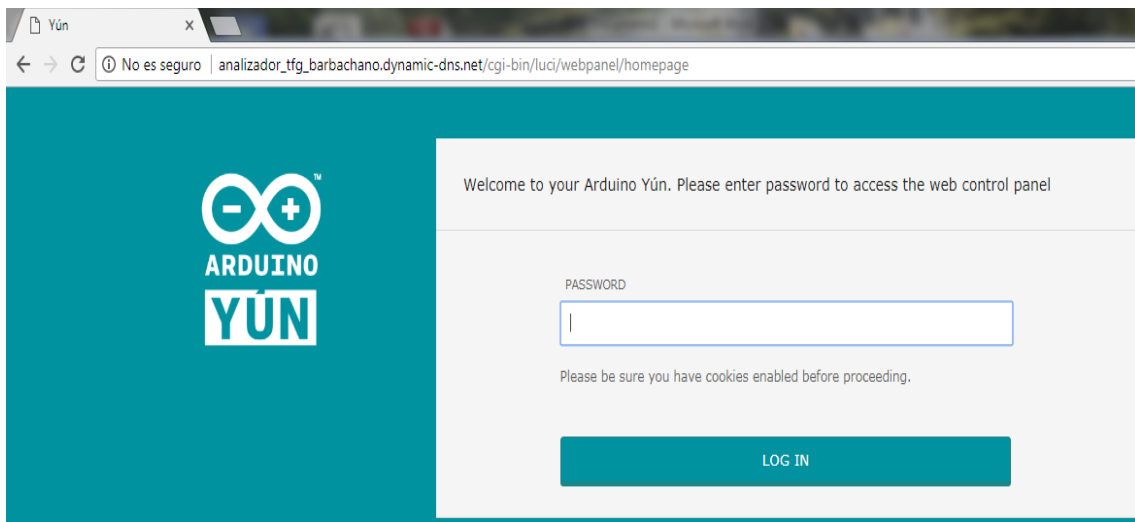 Yún
No es seguro | analizador_tfg_barbachano.dynamic-dns.net/cgi-bin/luci/webpanel/homepage
Welcome to your Arduino Yún. Please enter password to access the web control panel
ARDUINO
YÚN
TM
PASSWORD
Please be sure you have cookies enabled before proceeding.
LOG IN